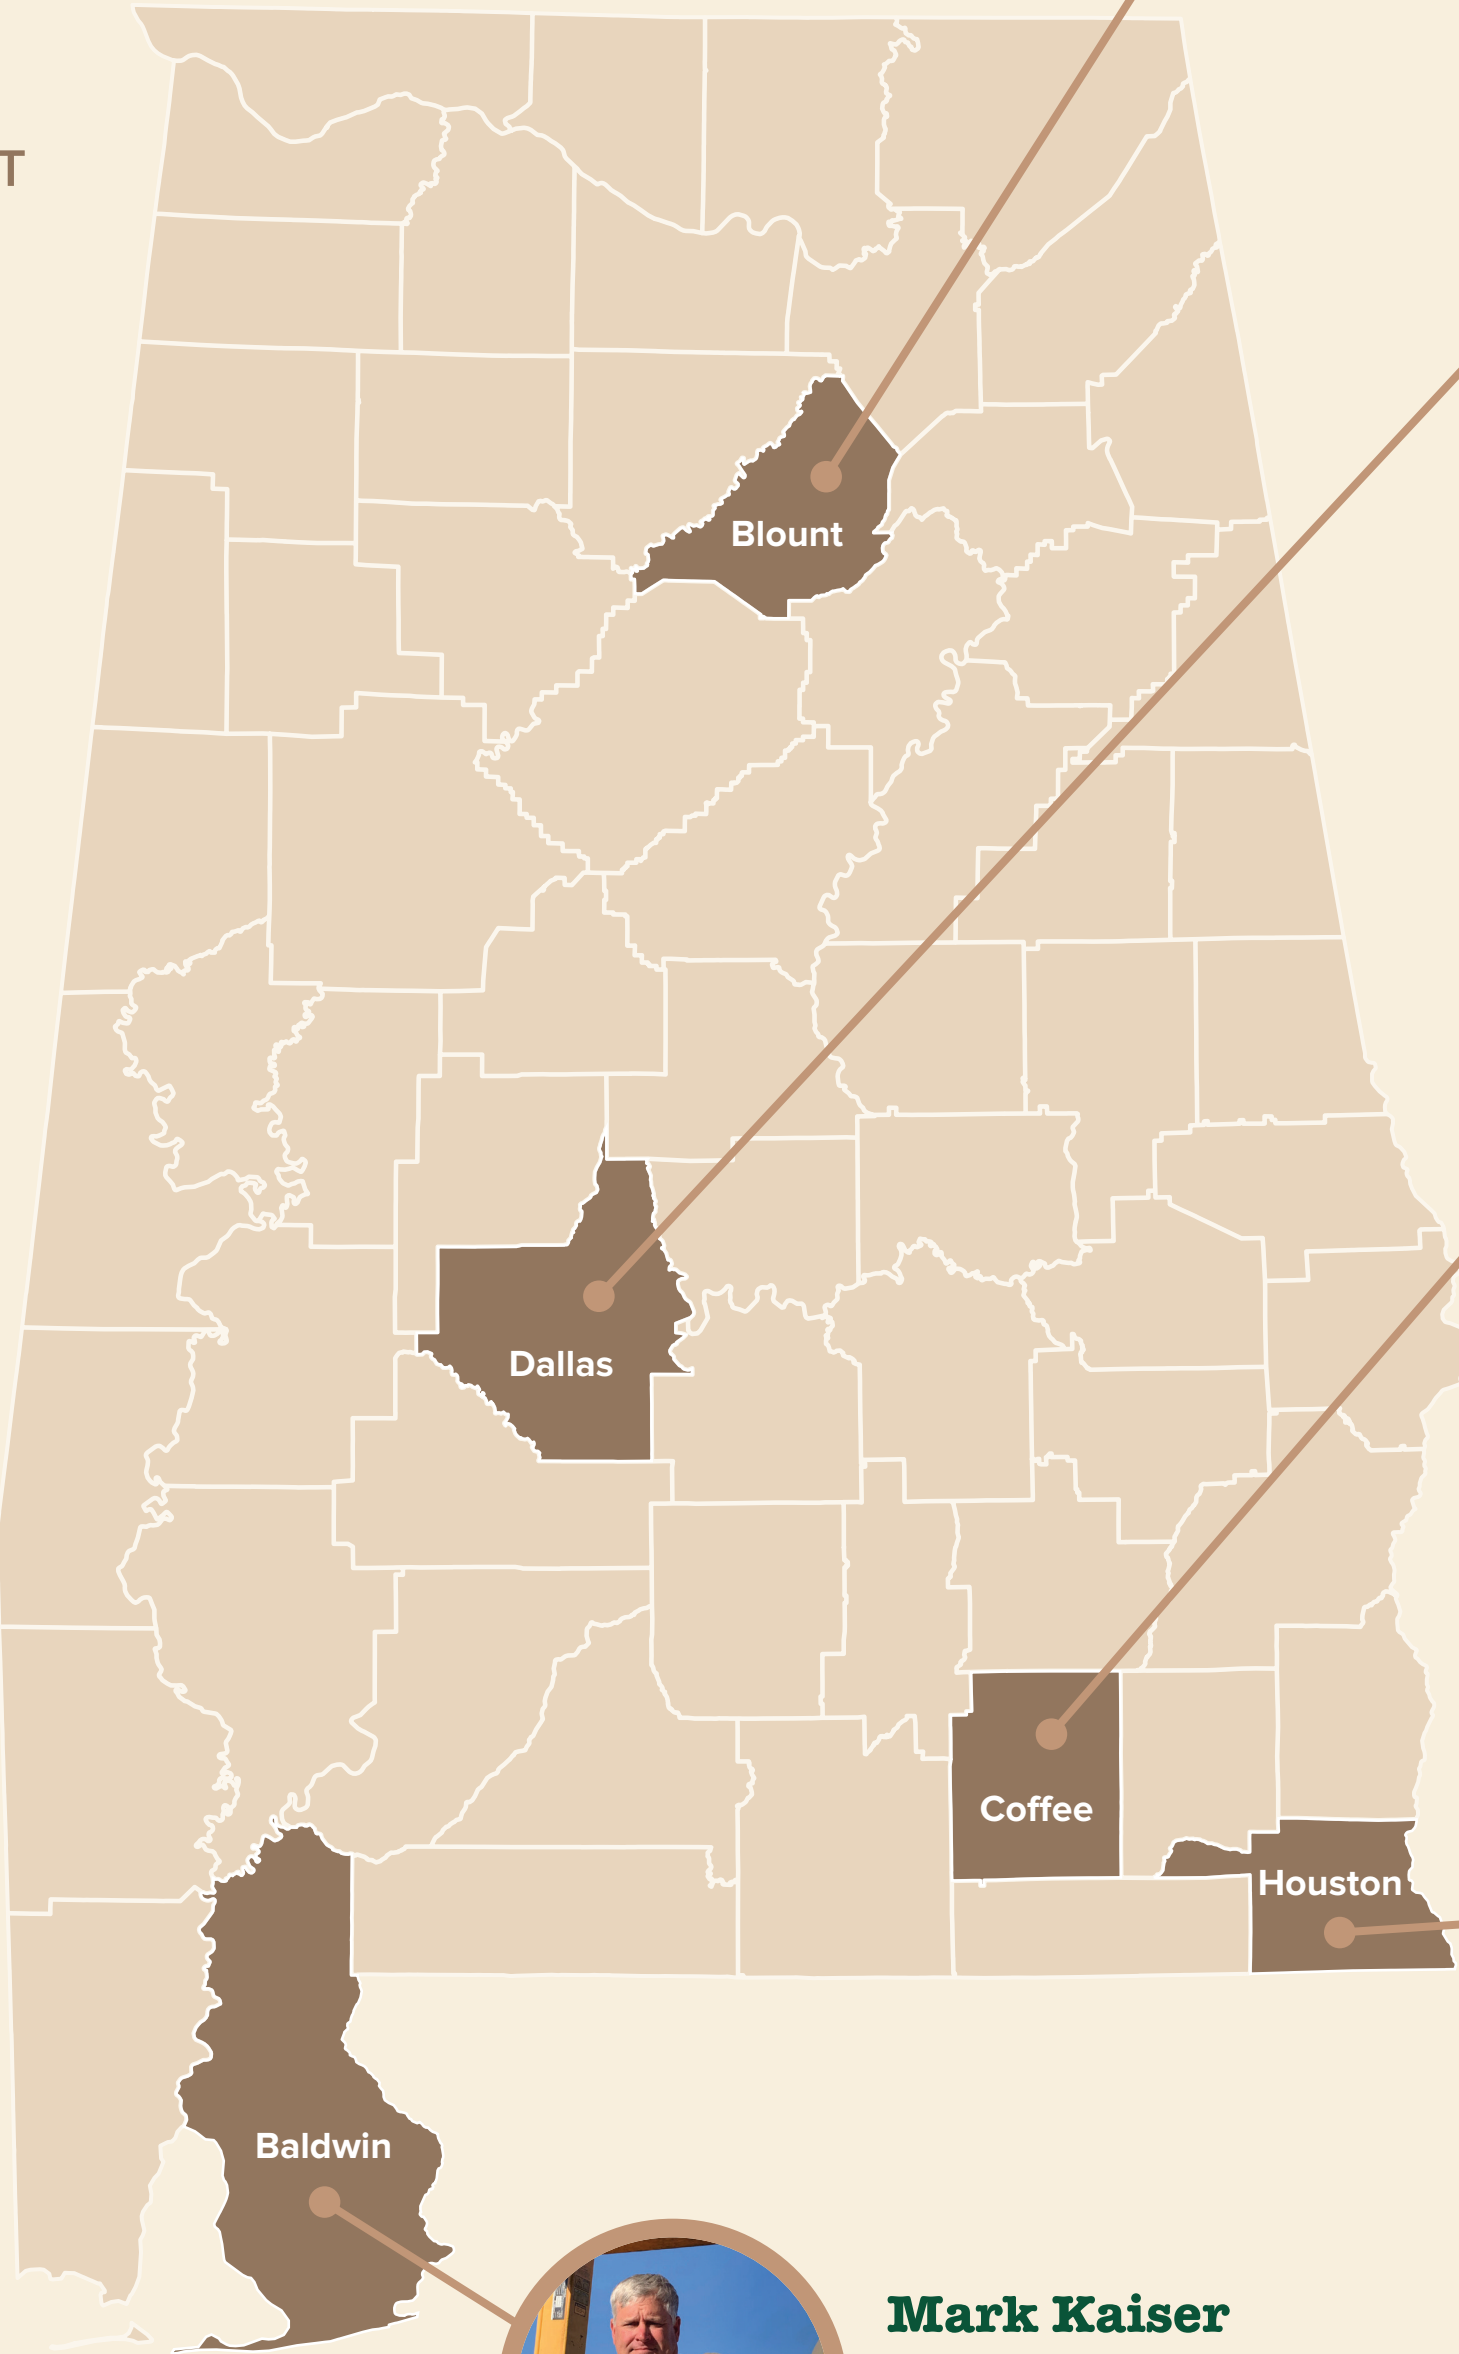 T
Blount
Dallas
Coffee
Houston
Baldwin
Mark Kaiser